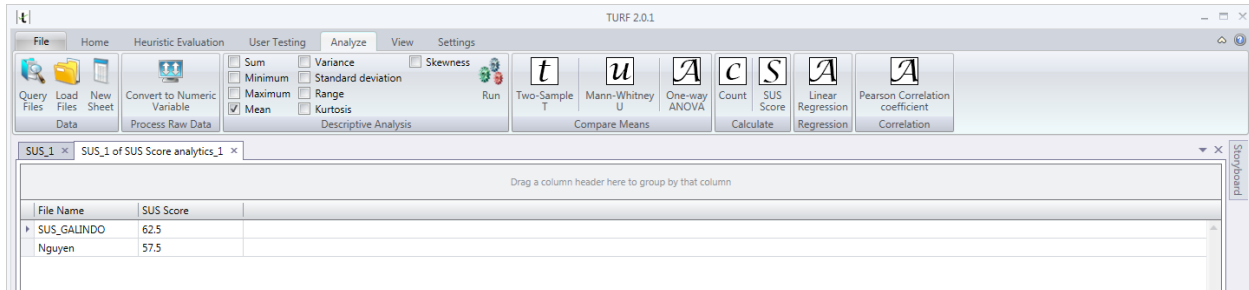 t TURF 2.0.1
File Home Heuristic Evaluation User Testing Analyze View Settings
Query Files
Load Files
New Sheet
Data
Convert to Numeric Variable
Process Raw Data
Sum Variance Skewness
Minimum Standard deviation
Maximum Range
Mean Kurtosis
Run
Descriptive Analysis
t
Two-Sample T
u
Mann-Whitney U
A
One-way ANOVA
Compare Means
C
Count
S
SUS Score
Calculate
A
Linear Regression
Regression
A
Pearson Correlation coefficient
Correlation
SUS_1 × SUS_1 of SUS Score analytics_1 ×
Storyboard
Drag a column header here to group by that column
File Name SUS Score
SUS_GALINDO 62.5
Nguyen 57.5